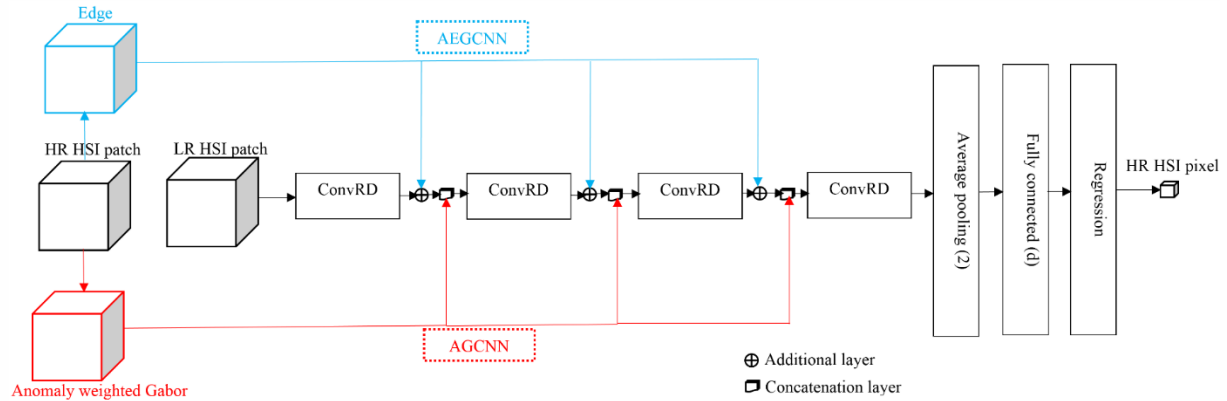 Edge
AEGCNN
HR HSI patch
LR HSI patch
ConvRD
ConvRD
ConvRD
ConvRD
Average pooling (2)
Fully connected (d)
Regression
HR HSI pixel
AGCNN
Anomaly weighted Gabor
Additional layer
Concatenation layer